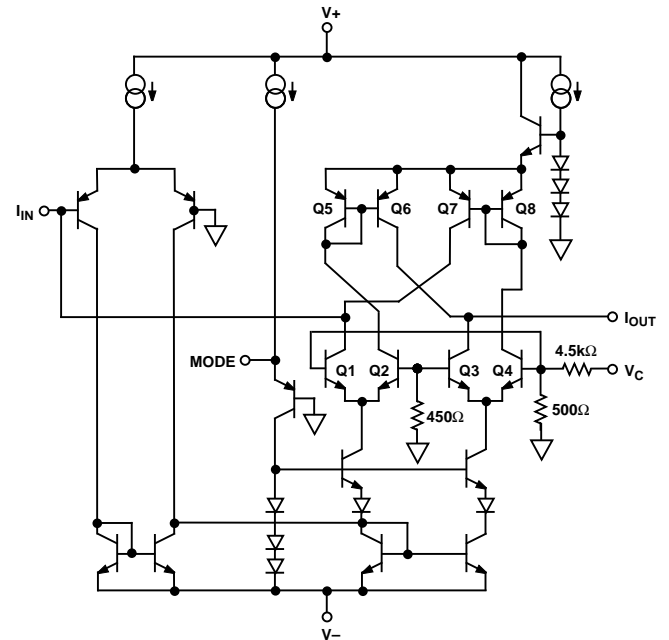 V+
Q5
Q6
Q7
Q8
IIN
IOUT
MODE
Q1
Q2
Q3
Q4
4.5kΩ
VC
450Ω
500Ω
V–